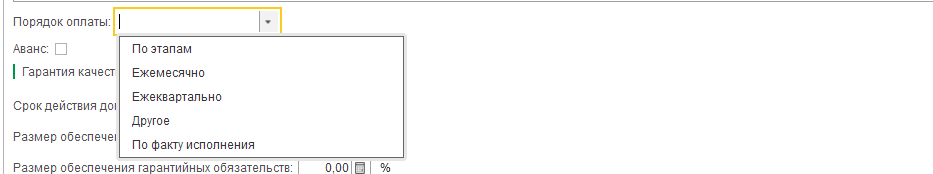 Порядок оплаты:
По этапам
Аванс:
Ежемесячно
Гарантия качест
Ежеквартально
Срок действия до
Другое
Размер обеспече
По факту исполнения
Размер обеспечения гарантийных обязательств: 0,00 %